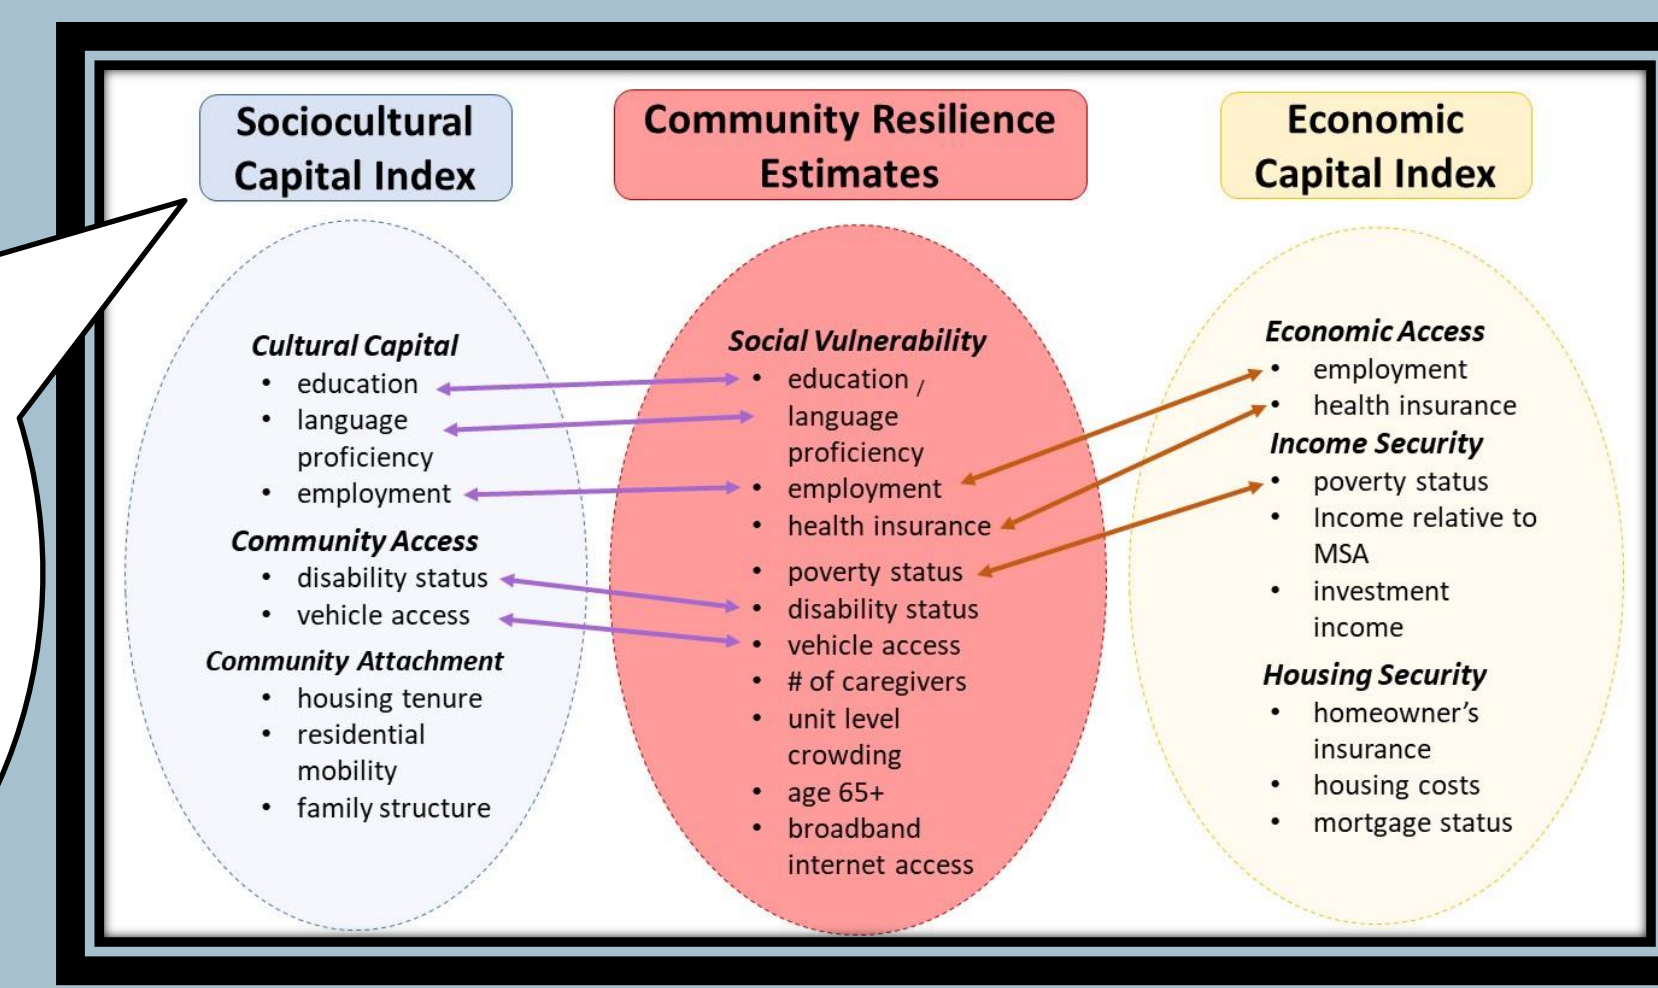 Sociocultural
Capital Index
Cultural Capital
• education
• language
proficiency
• employment
Community Access
• disability status
• vehicle access
Community Attachment
• housing tenure
• residential
mobility
• family structure
Community Resilience
Estimates
Social Vulnerability
• education /
language
proficiency
• employment
• health insurance
• poverty status
• disability status
• vehicle access
• # of caregivers
• unit level
crowding
• age 65+
• broadband
internet access
Economic
Capital Index
Economic Access
• employment
• health insurance
Income Security
• poverty status
• Income relative to
MSA
• investment
income
Housing Security
• homeowner’s
insurance
• housing costs
• mortgage status